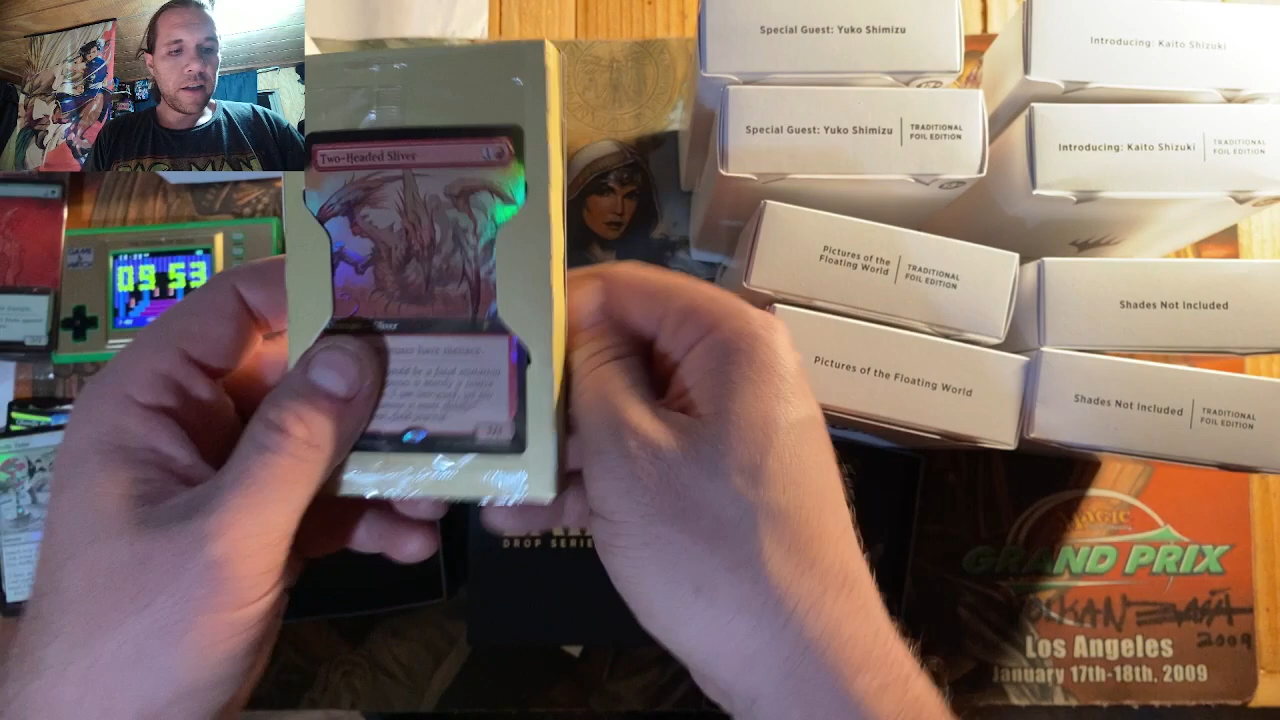 Special Guest: Yuko Shimizu
Introducing: Kaito Shizuki
Special Guest: Yuko Shimizu
TRADITIONAL
FOIL EDITION
Introducing: Kaito Shizuki
TRADITIONAL
FOIL EDITION
Two-Headed Sliver
09 53
Pictures of the
Floating World
TRADITIONAL
FOIL EDITION
Shades Not Included
Pictures of the Floating World
Shades Not Included
TRADITIONAL
FOIL EDITION
have menace.
DROP SERIE
MAGIC
GRAND PRIX
2009
Los Angeles
January 17th-18th, 2009